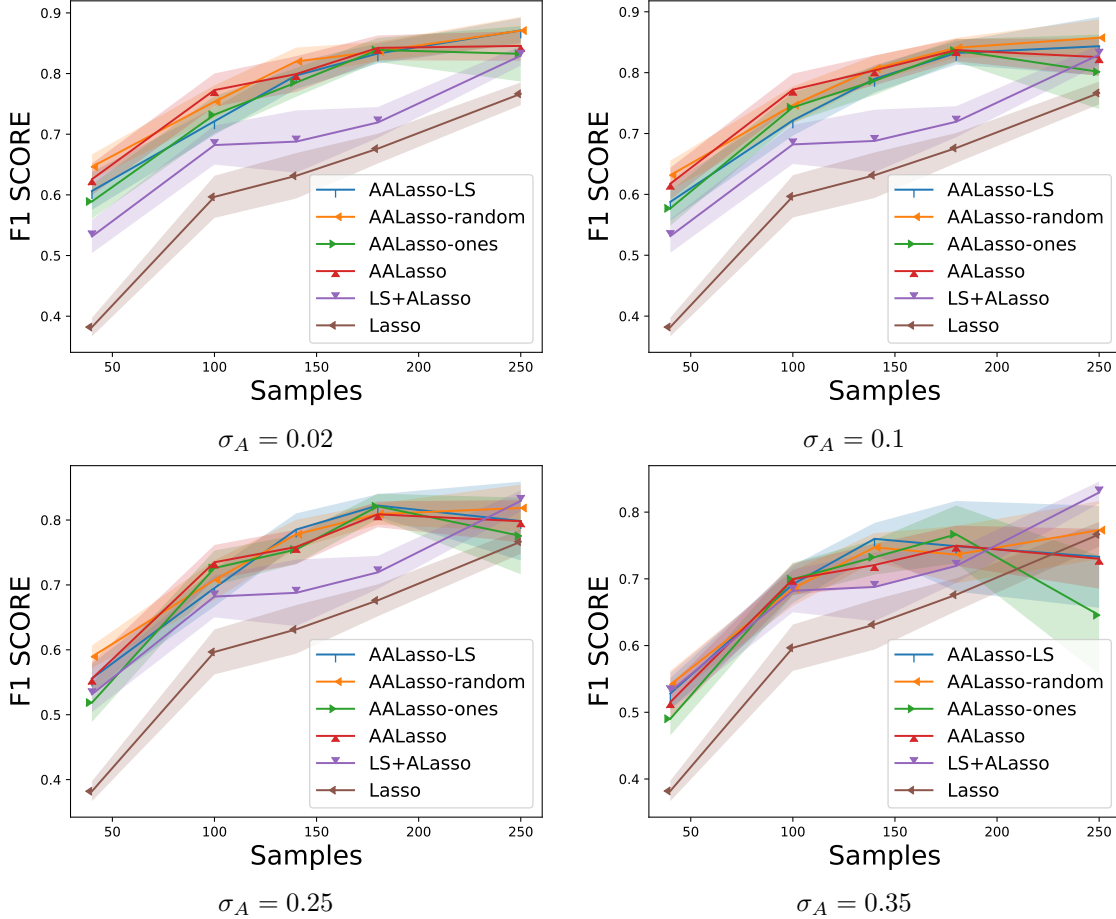 0.9
0.8
0.7
0.6
0.5
0.4
F1 SCORE
50
100
150
200
250
Samples
AALasso-LS
AALasso-random
AALasso-ones
AALasso
LS+ALasso
Lasso
σ_A = 0.02
0.9
0.8
0.7
0.6
0.5
0.4
F1 SCORE
50
100
150
200
250
Samples
AALasso-LS
AALasso-random
AALasso-ones
AALasso
LS+ALasso
Lasso
σ_A = 0.1
0.8
0.7
0.6
0.5
0.4
F1 SCORE
50
100
150
200
250
Samples
AALasso-LS
AALasso-random
AALasso-ones
AALasso
LS+ALasso
Lasso
σ_A = 0.25
0.8
0.7
0.6
0.5
0.4
F1 SCORE
50
100
150
200
250
Samples
AALasso-LS
AALasso-random
AALasso-ones
AALasso
LS+ALasso
Lasso
σ_A = 0.35